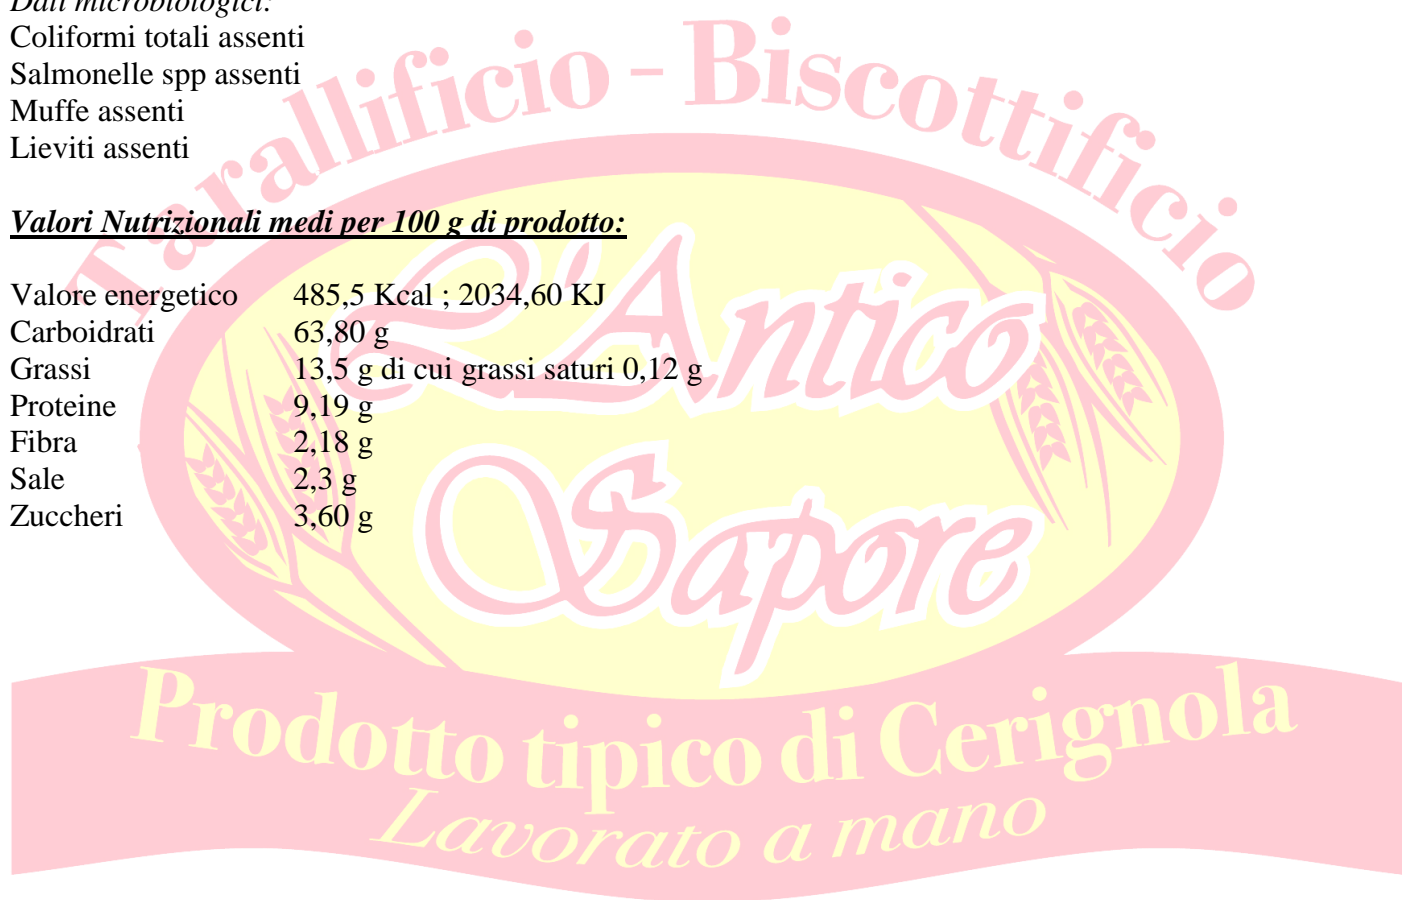 Dati microbiologici:
Coliformi totali assenti
Salmonelle spp assenti
Muffe assenti
Lieviti assenti
Tarallificio - Biscottificio
Valori Nutrizionali medi per 100 g di prodotto:
Valore energetico 485,5 Kcal ; 2034,60 KJ
Carboidrati 63,80 g
Grassi 13,5 g di cui grassi saturi 0,12 g
Proteine 9,19 g
Fibra 2,18 g
Sale 2,3 g
Zuccheri 3,60 g
L'Antico
Sapore
Prodotto tipico di Cerignola
Lavorato a mano